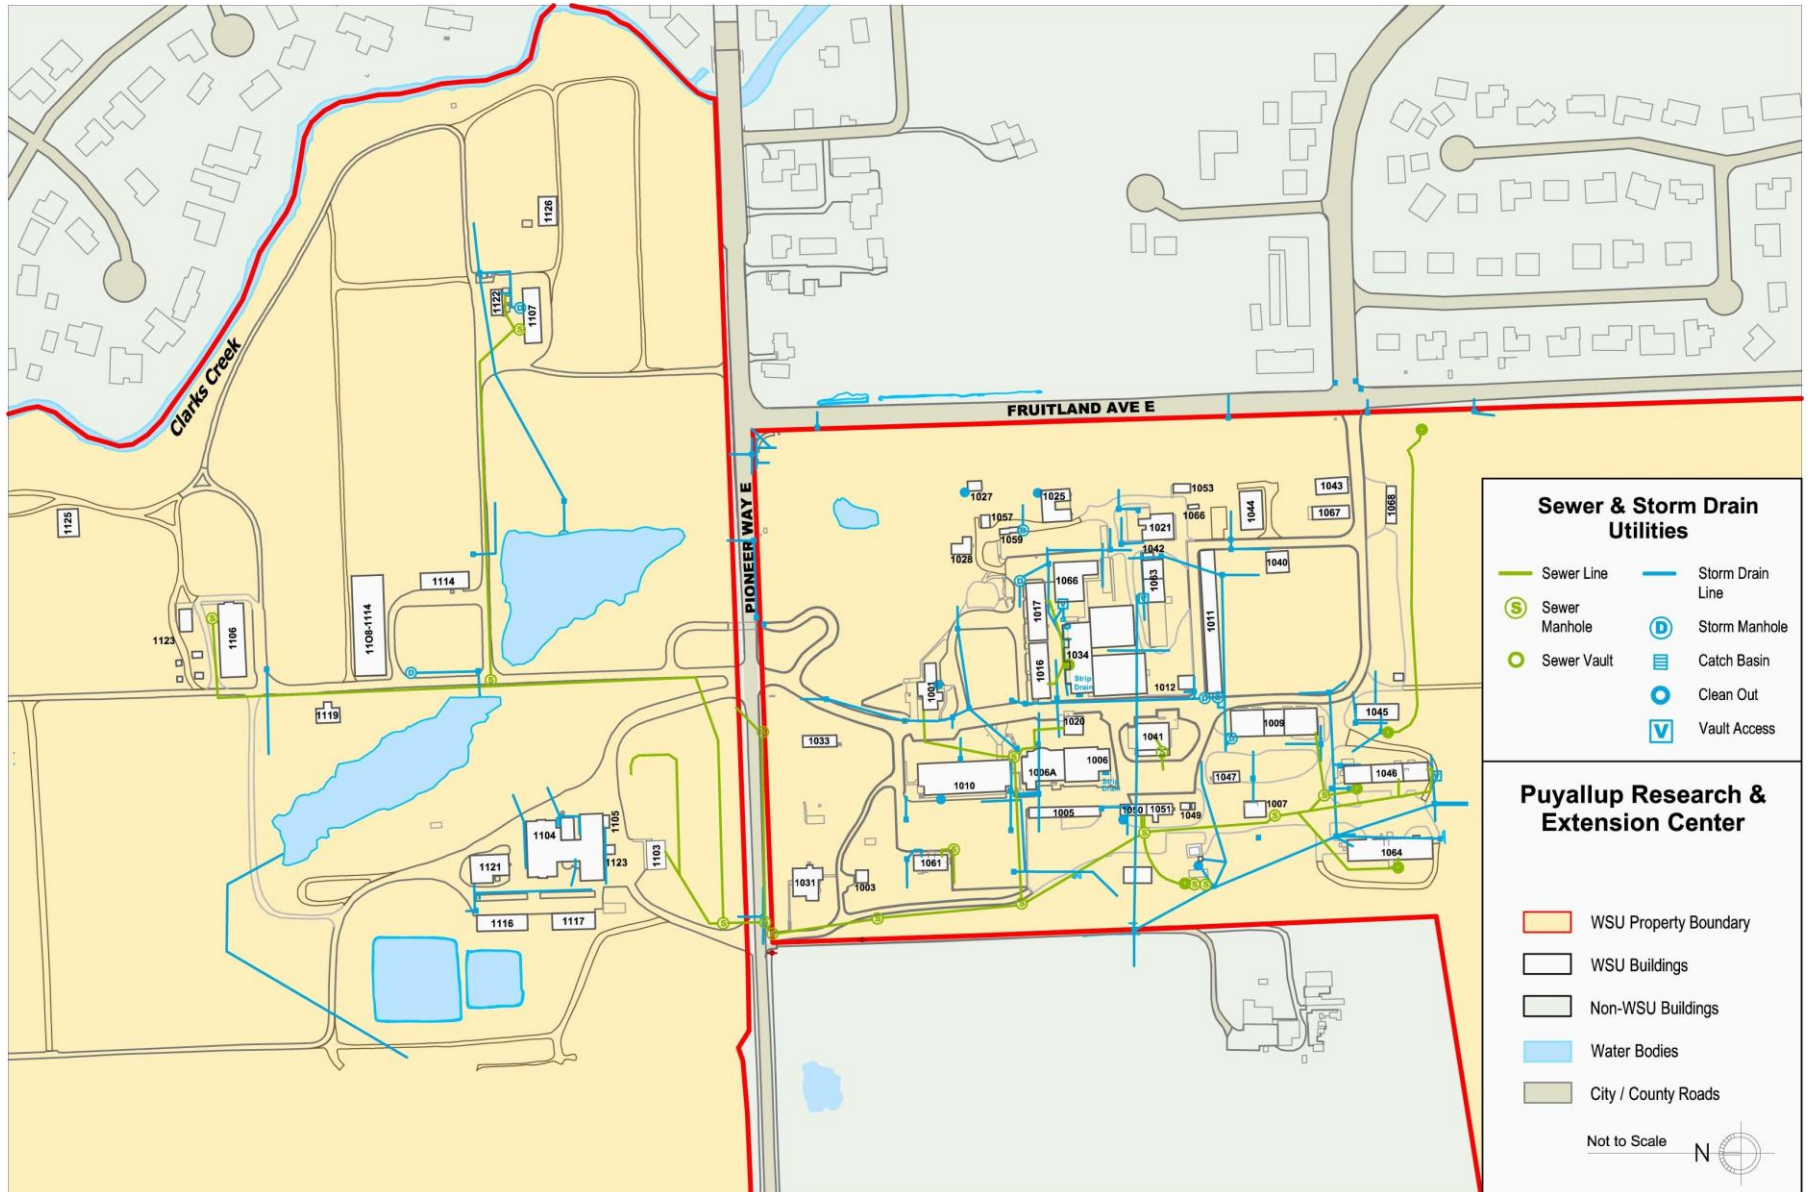 Clarks Creek
FRUITLAND AVE E
PIONEER WAY E
1126
1122
1107
1125
1114
1108-1114
1106
1123
1119
1104
1105
1123
1103
1121
1116
1117
1027
1025
1053
1043
1057
1066
1044
1067
1068
1059
1021
1028
1042
1040
1066
1063
1017
1011
1034
1016
Strip
Drain
1012
1001
1020
1009
1045
1033
1041
1006
1006A
1046
1010
Strip
Drain
1047
1005
1050
1051
1049
1007
1061
1064
1031
1003
Sewer & Storm Drain
Utilities
Sewer Line
Storm Drain
Line
S
Sewer
Manhole
D
Storm Manhole
Sewer Vault
Catch Basin
Clean Out
V
Vault Access
Puyallup Research &
Extension Center
WSU Property Boundary
WSU Buildings
Non-WSU Buildings
Water Bodies
City / County Roads
Not to Scale
N